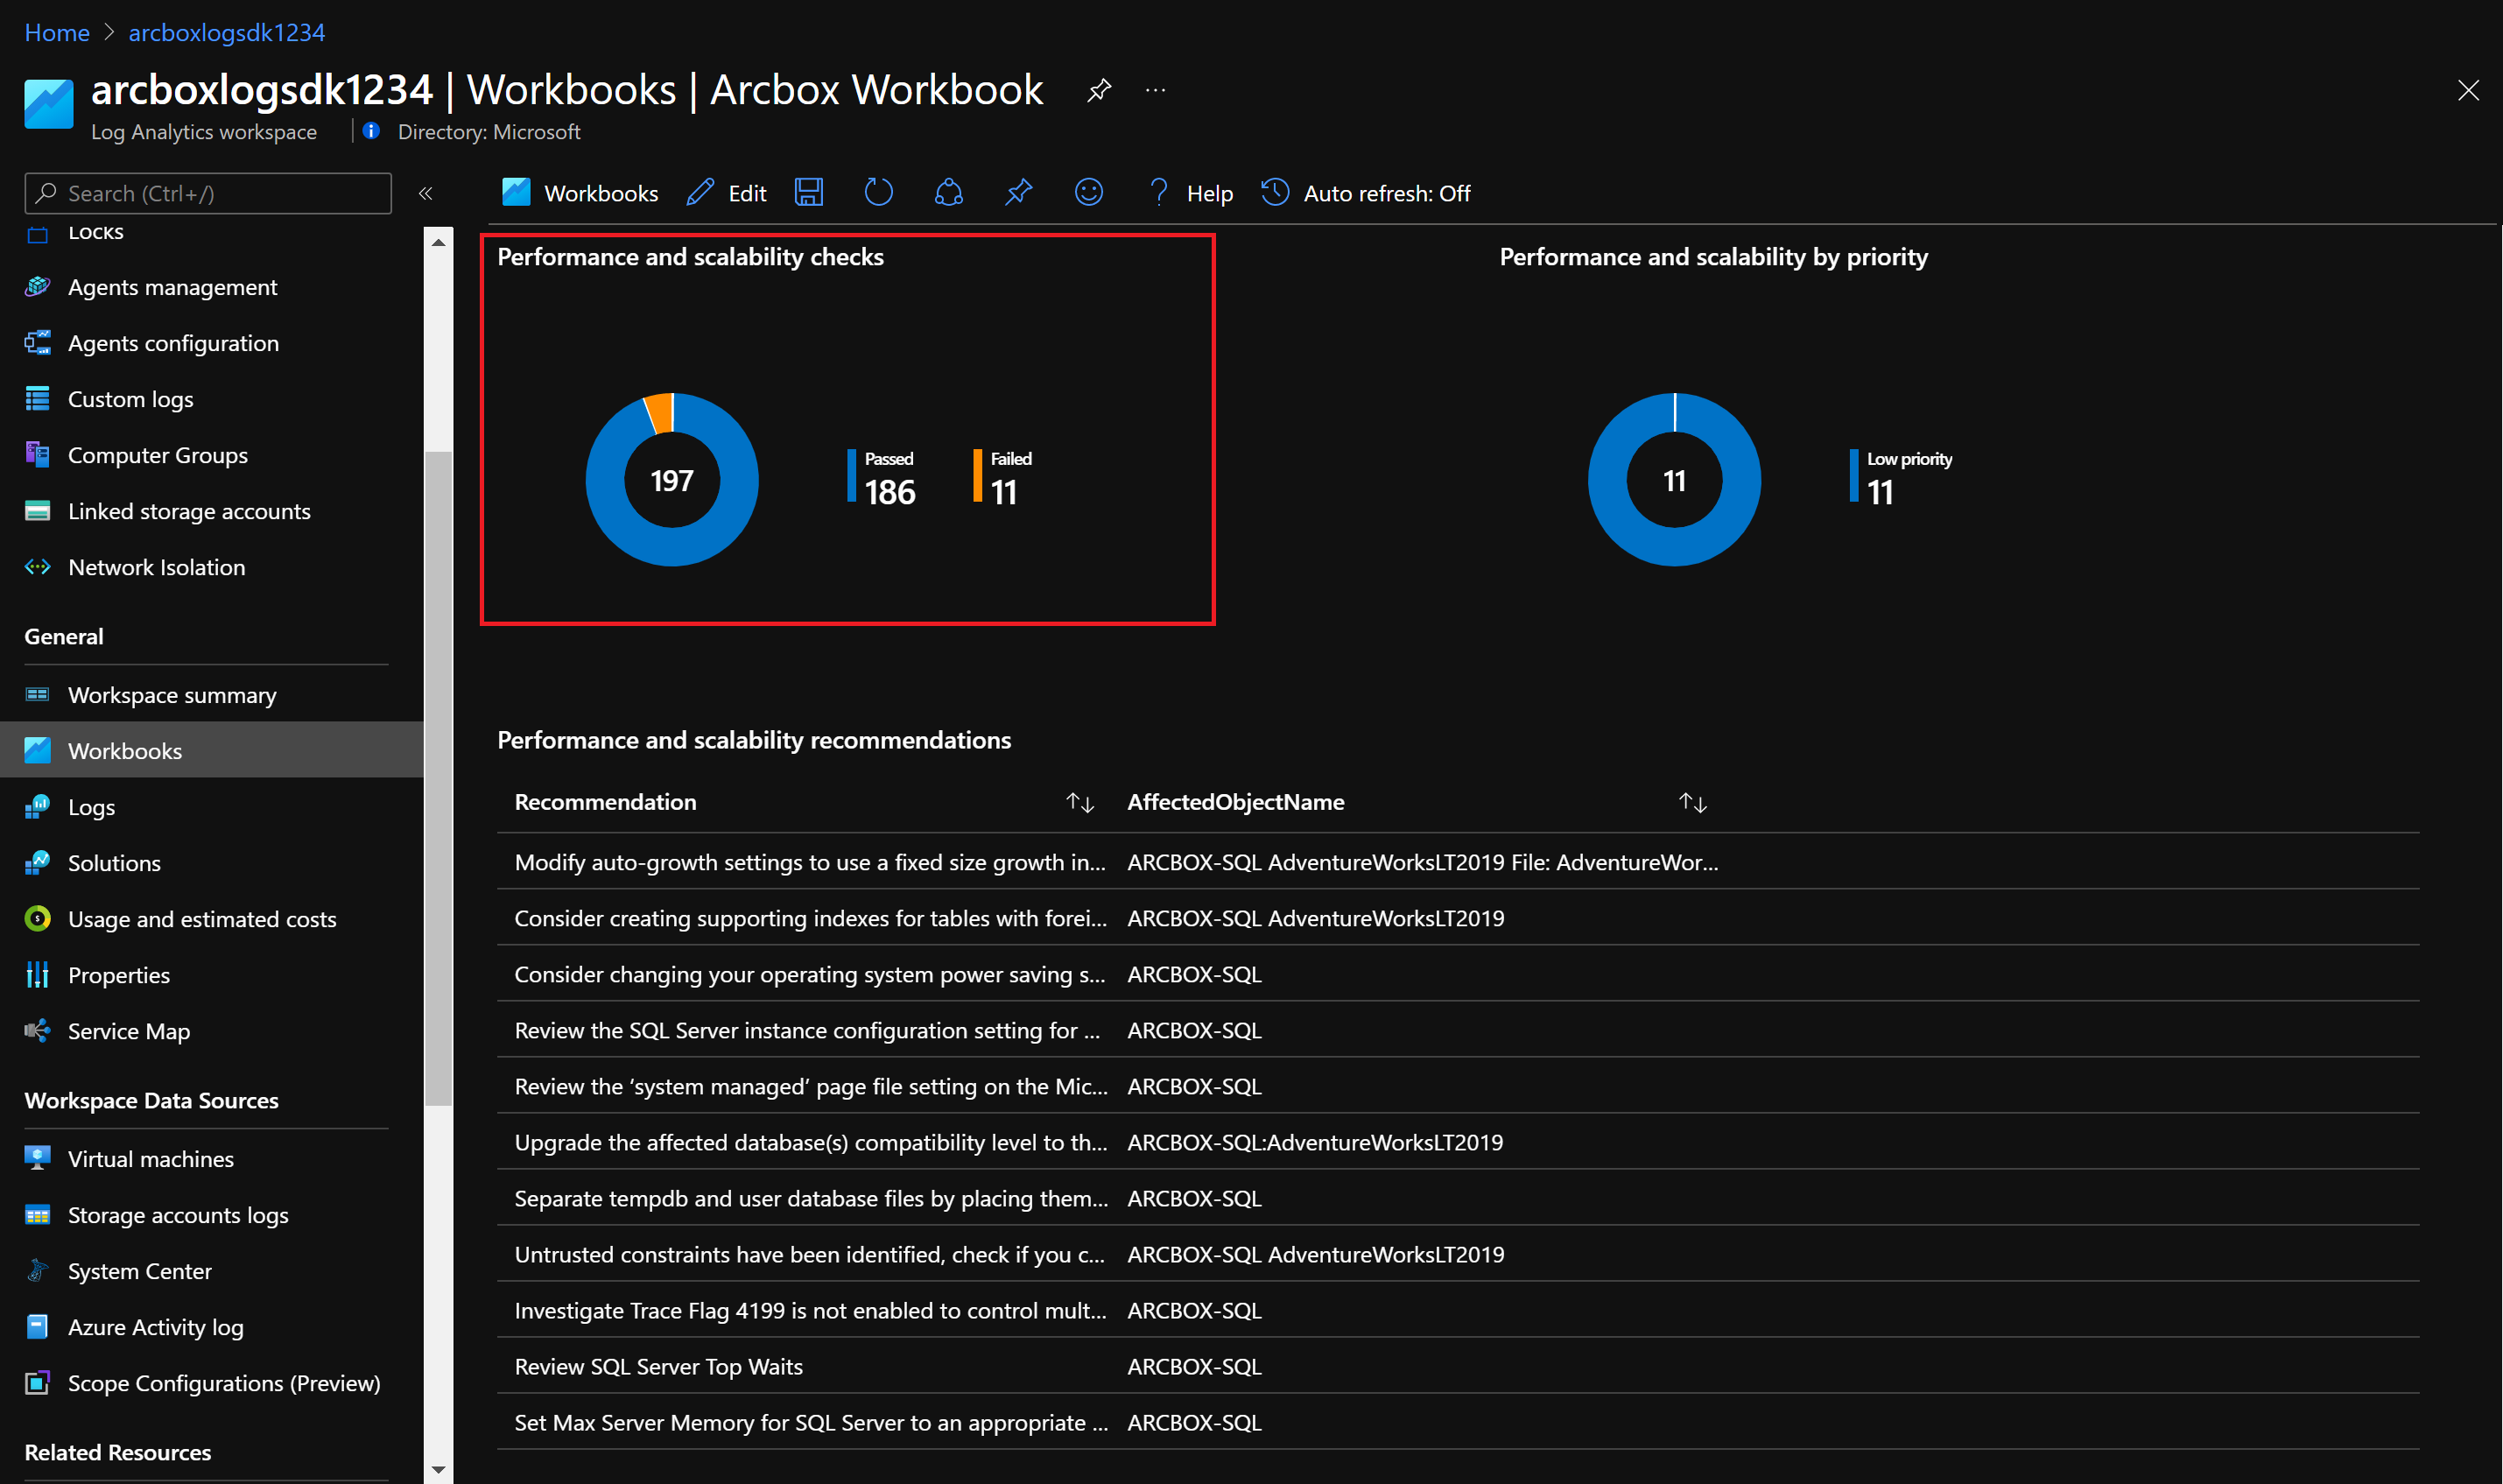 Home > arcboxlogsdk1234
arcboxlogsdk1234 | Workbooks | Arcbox Workbook
Log Analytics workspace
Directory: Microsoft
Search (Ctrl+/)
Workbooks
Edit
Help
Auto refresh: Off
Locks
Agents management
Agents configuration
Custom logs
Computer Groups
Linked storage accounts
Network Isolation
General
Workspace summary
Workbooks
Logs
Solutions
Usage and estimated costs
Properties
Service Map
Workspace Data Sources
Virtual machines
Storage accounts logs
System Center
Azure Activity log
Scope Configurations (Preview)
Related Resources
Performance and scalability checks
197
Passed
186
Failed
11
Performance and scalability by priority
11
Low priority
11
Performance and scalability recommendations
Recommendation AffectedObjectName
Modify auto-growth settings to use a fixed size growth in... ARCBOX-SQL AdventureWorksLT2019 File: AdventureWor...
Consider creating supporting indexes for tables with forei... ARCBOX-SQL AdventureWorksLT2019
Consider changing your operating system power saving s... ARCBOX-SQL
Review the SQL Server instance configuration setting for ... ARCBOX-SQL
Review the ‘system managed’ page file setting on the Mic... ARCBOX-SQL
Upgrade the affected database(s) compatibility level to th... ARCBOX-SQL:AdventureWorksLT2019
Separate tempdb and user database files by placing them... ARCBOX-SQL
Untrusted constraints have been identified, check if you c... ARCBOX-SQL AdventureWorksLT2019
Investigate Trace Flag 4199 is not enabled to control mult... ARCBOX-SQL
Review SQL Server Top Waits ARCBOX-SQL
Set Max Server Memory for SQL Server to an appropriate ... ARCBOX-SQL